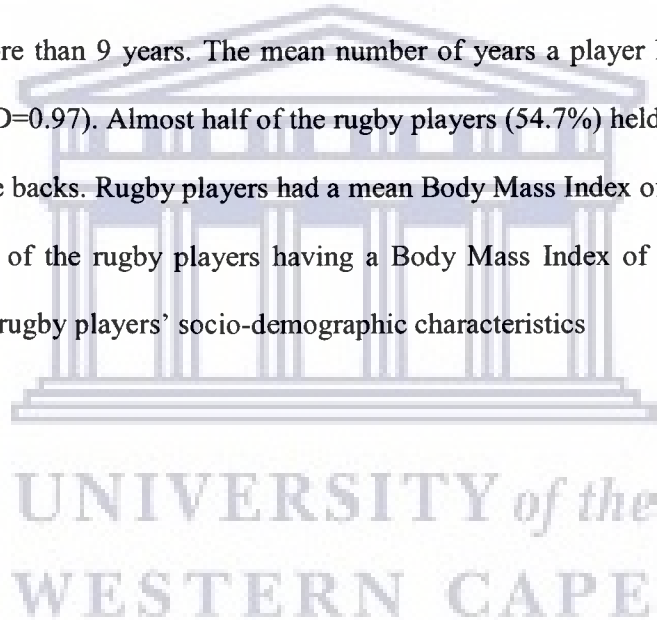 re than 9 years. The mean number of years a player
D=0.97). Almost half of the rugby players (54.7%) held
e backs. Rugby players had a mean Body Mass Index of
of the rugby players having a Body Mass Index of
rugby players’ socio-demographic characteristics
UNIVERSITY of the
WESTERN CAPE